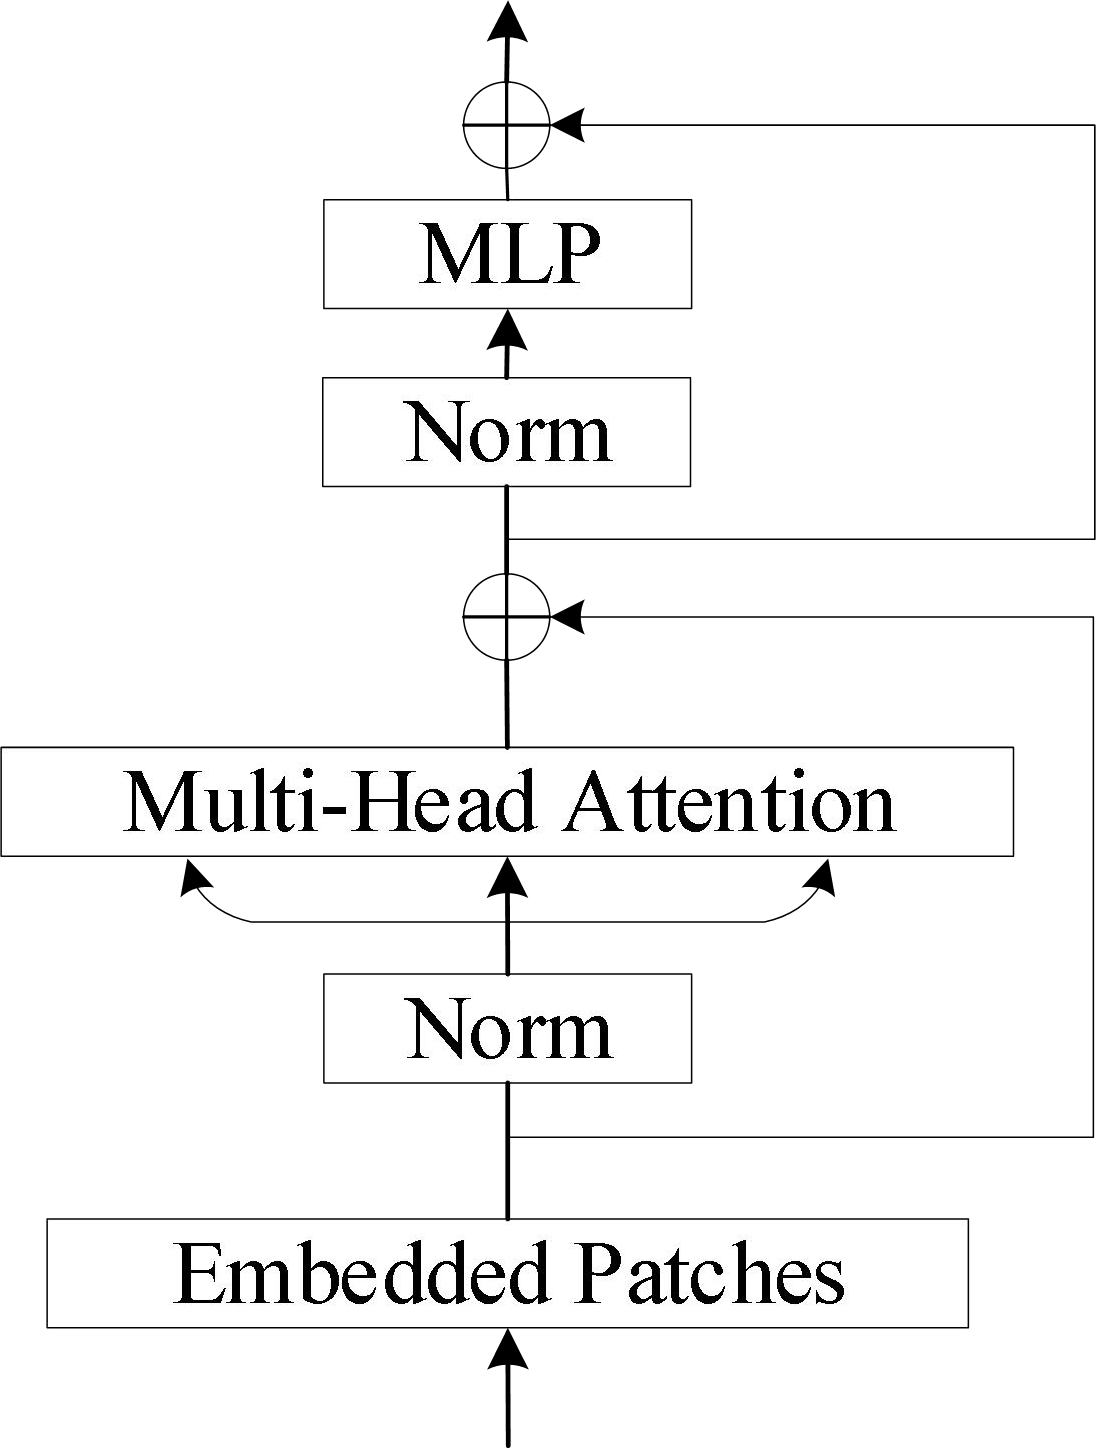 MLP
Norm
Multi-Head Attention
Norm
Embedded Patches